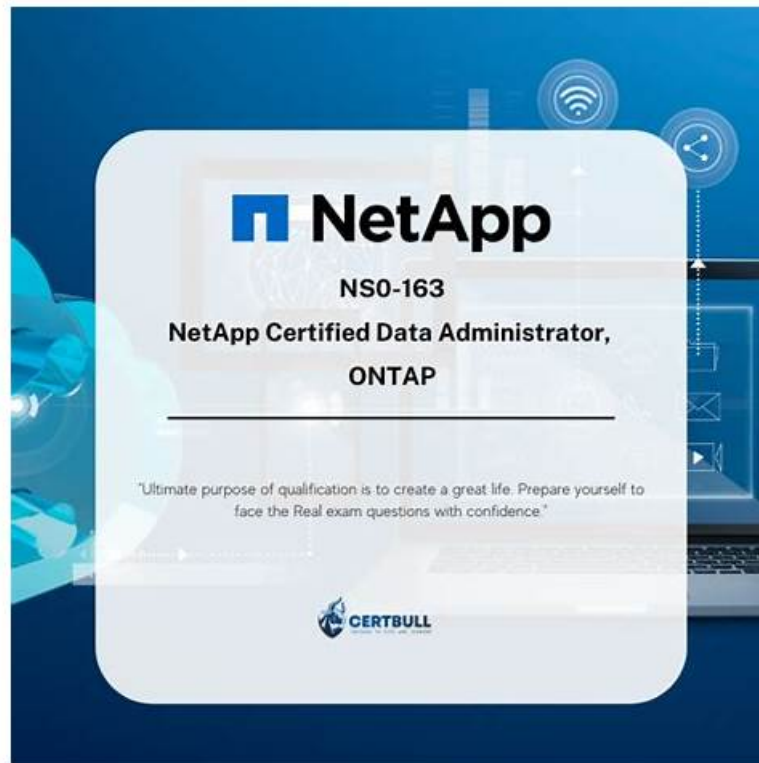 NetApp
NS0-163
NetApp Certified Data Administrator,
ONTAP
"Ultimate purpose of qualification is to create a great life. Prepare yourself to
face the Real exam questions with confidence."
CERTBULL